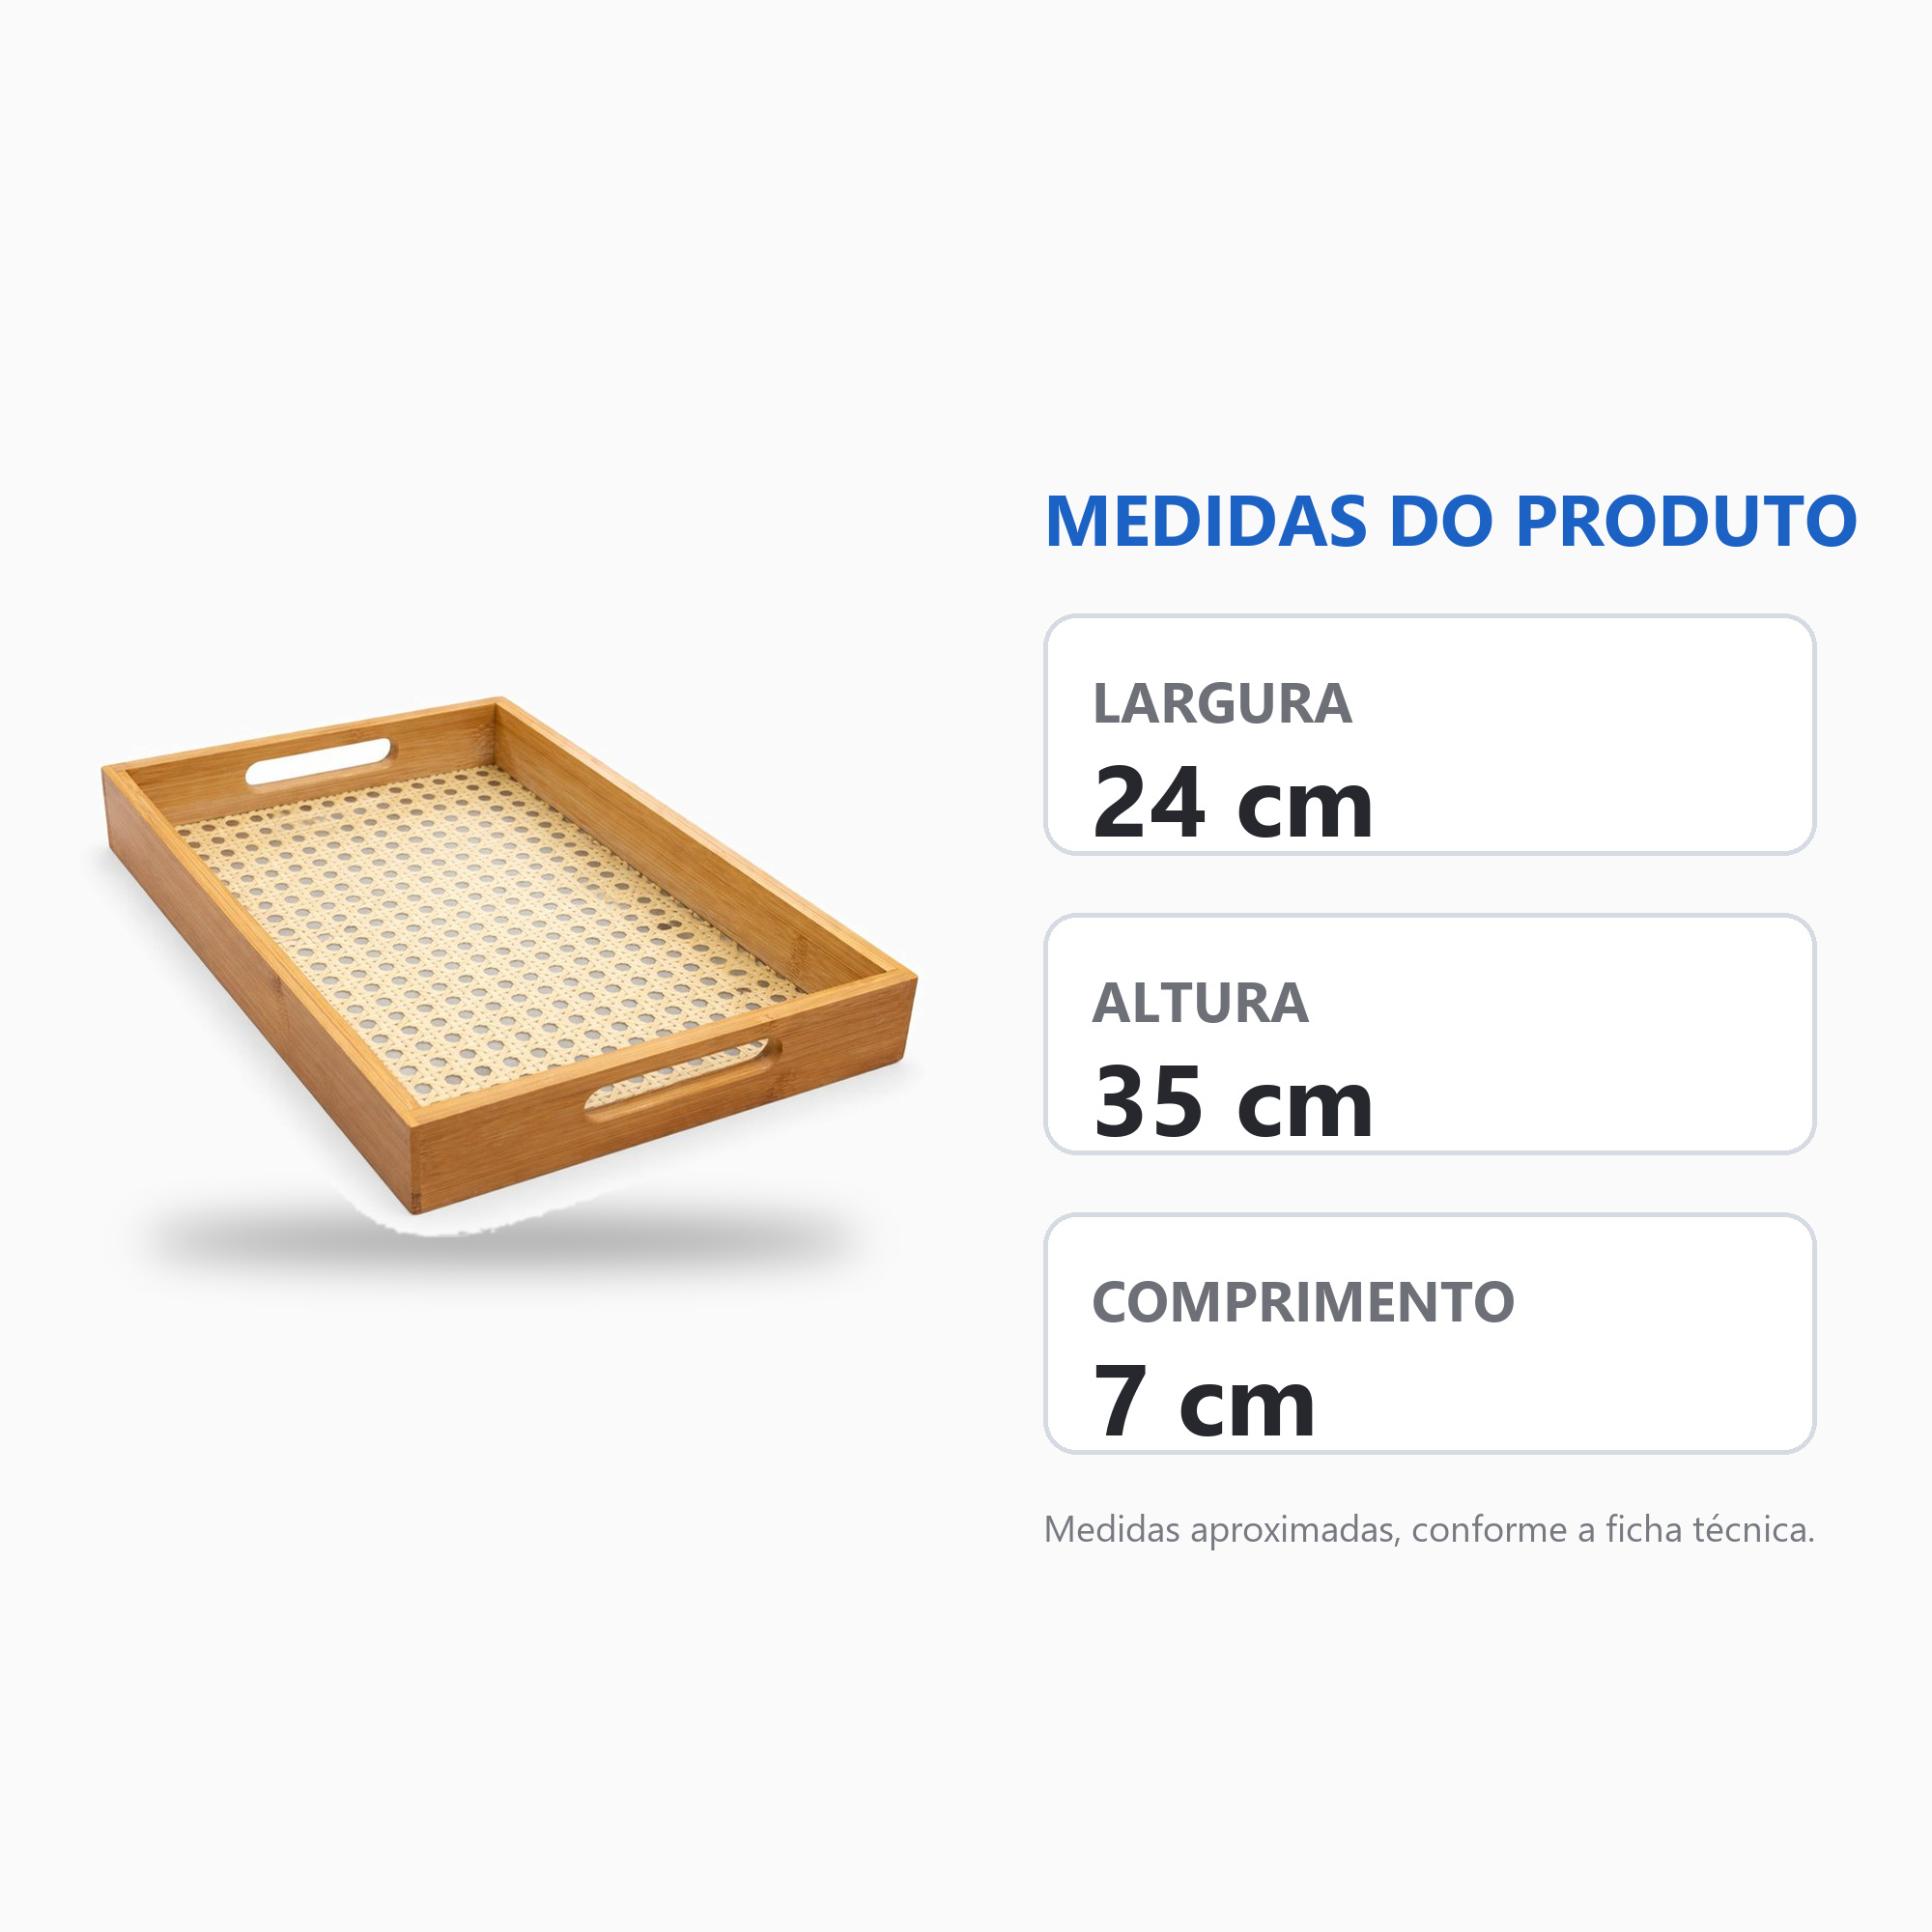 MEDIDAS DO PRODUTO
LARGURA
24 cm
ALTURA
35 cm
COMPRIMENTO
7 cm
Medidas aproximadas, conforme a ficha técnica.